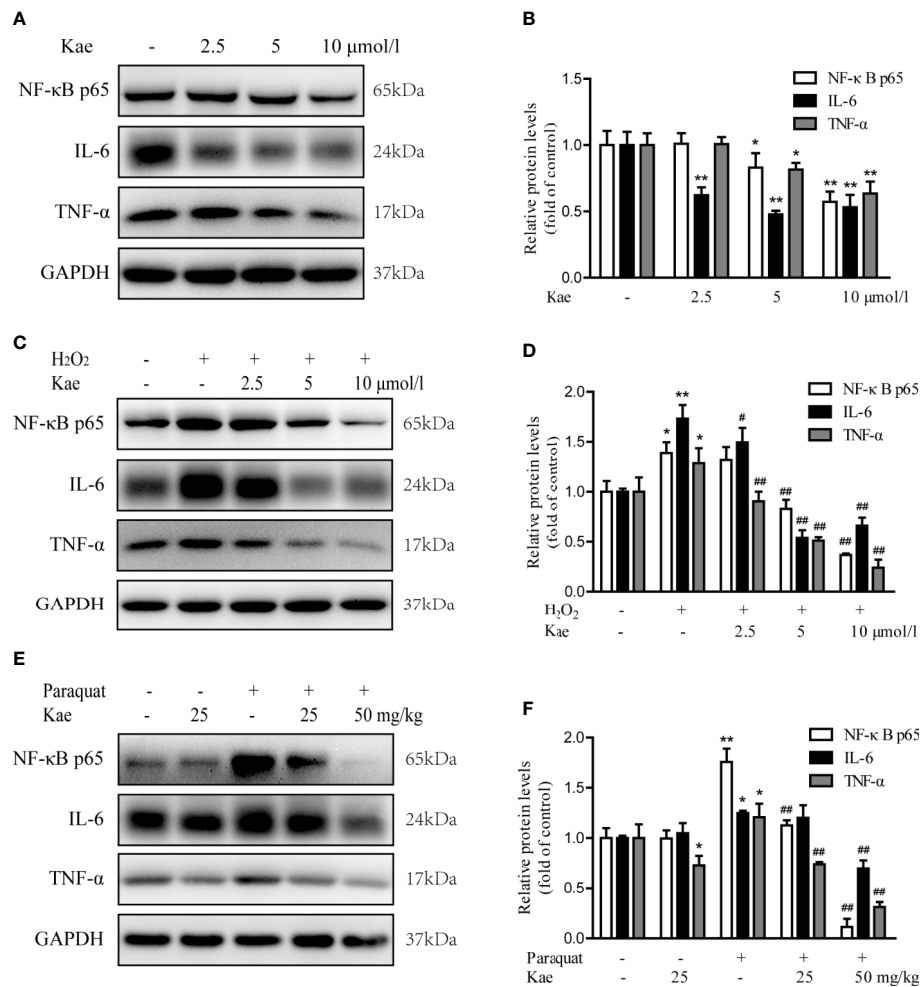 A
Kae - 2.5 5 10 μmol/l
NF-κB p65 65kDa
IL-6 24kDa
TNF-α 17kDa
GAPDH 37kDa
B
Relative protein levels
(fold of control)
1.5
1.0
0.5
0.0
NF-κ B p65
IL-6
TNF-α
** * ** * ** ** **
Kae - 2.5 5 10 μmol/l
C
H2O2 - + + + +
Kae - - 2.5 5 10 μmol/l
NF-κB p65 65kDa
IL-6 24kDa
TNF-α 17kDa
GAPDH 37kDa
D
Relative protein levels
(fold of control)
2.0
1.5
1.0
0.5
0.0
NF-κ B p65
IL-6
TNF-α
* ** * # ## ## ## ## ## ## ##
H2O2 - + + + +
Kae - - 2.5 5 10 μmol/l
E
Paraquat - - + + +
Kae - 25 - 25 50 mg/kg
NF-κB p65 65kDa
IL-6 24kDa
TNF-α 17kDa
GAPDH 37kDa
F
Relative protein levels
(fold of control)
2.0
1.5
1.0
0.5
0.0
NF-κ B p65
IL-6
TNF-α
* ** * * ## ## ## ## ##
Paraquat - - + + +
Kae - 25 - 25 50 mg/kg